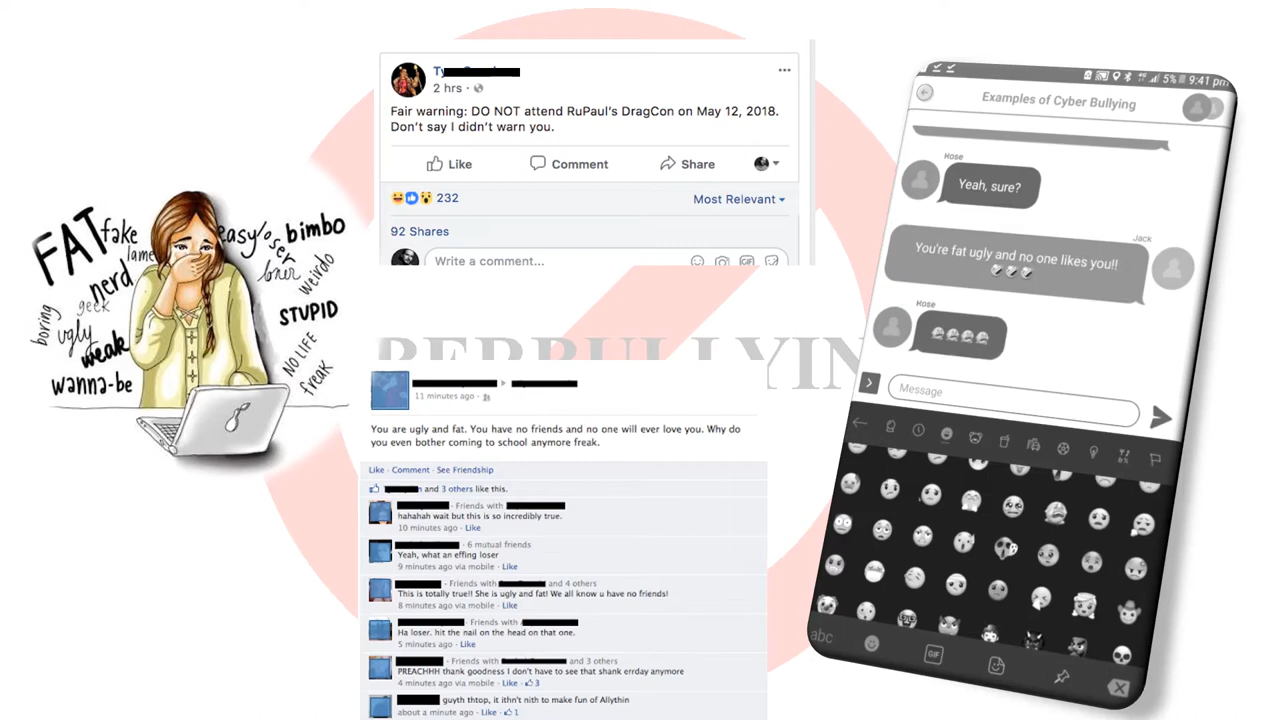 FAT
fake
lame
nerd
geek
boring
ugly
weak
wanna-be
easy
loser
bimbo
loner
weirdo
STUPID
NO LIFE
freak
Ty
2 hrs ·
Fair warning: DO NOT attend RuPaul's DragCon on May 12, 2018.
Don't say I didn't warn you.
Like Comment Share
232 Most Relevant
92 Shares
Write a comment...
GIF
BERBULLYIN
11 minutes ago ·
You are ugly and fat. You have no friends and no one will ever love you. Why do
you even bother coming to school anymore freak.
Like · Comment · See Friendship
and 3 others like this.
· Friends with
hahahah wait but this is so incredibly true.
10 minutes ago · Like
· 6 mutual friends
Yeah, what an effing loser
9 minutes ago via mobile · Like
· Friends with and 4 others
This is totally true!! She is ugly and fat! We all know u have no friends!
8 minutes ago via mobile · Like
· Friends with
Ha loser. hit the nail on the head on that one.
5 minutes ago · Like
· Friends with and 3 others
PREACHHH thank goodness I don't have to see that shank errday anymore
4 minutes ago via mobile · Like · 3
guyth thtop, it ithn't nith to make fun of Allythin
about a minute ago · Like · 1
5% 9:41 pm
Examples of Cyber Bullying
Hose
Yeah, sure?
Jack
You're fat ugly and no one likes you!!
Hose
Message
abc
GIF